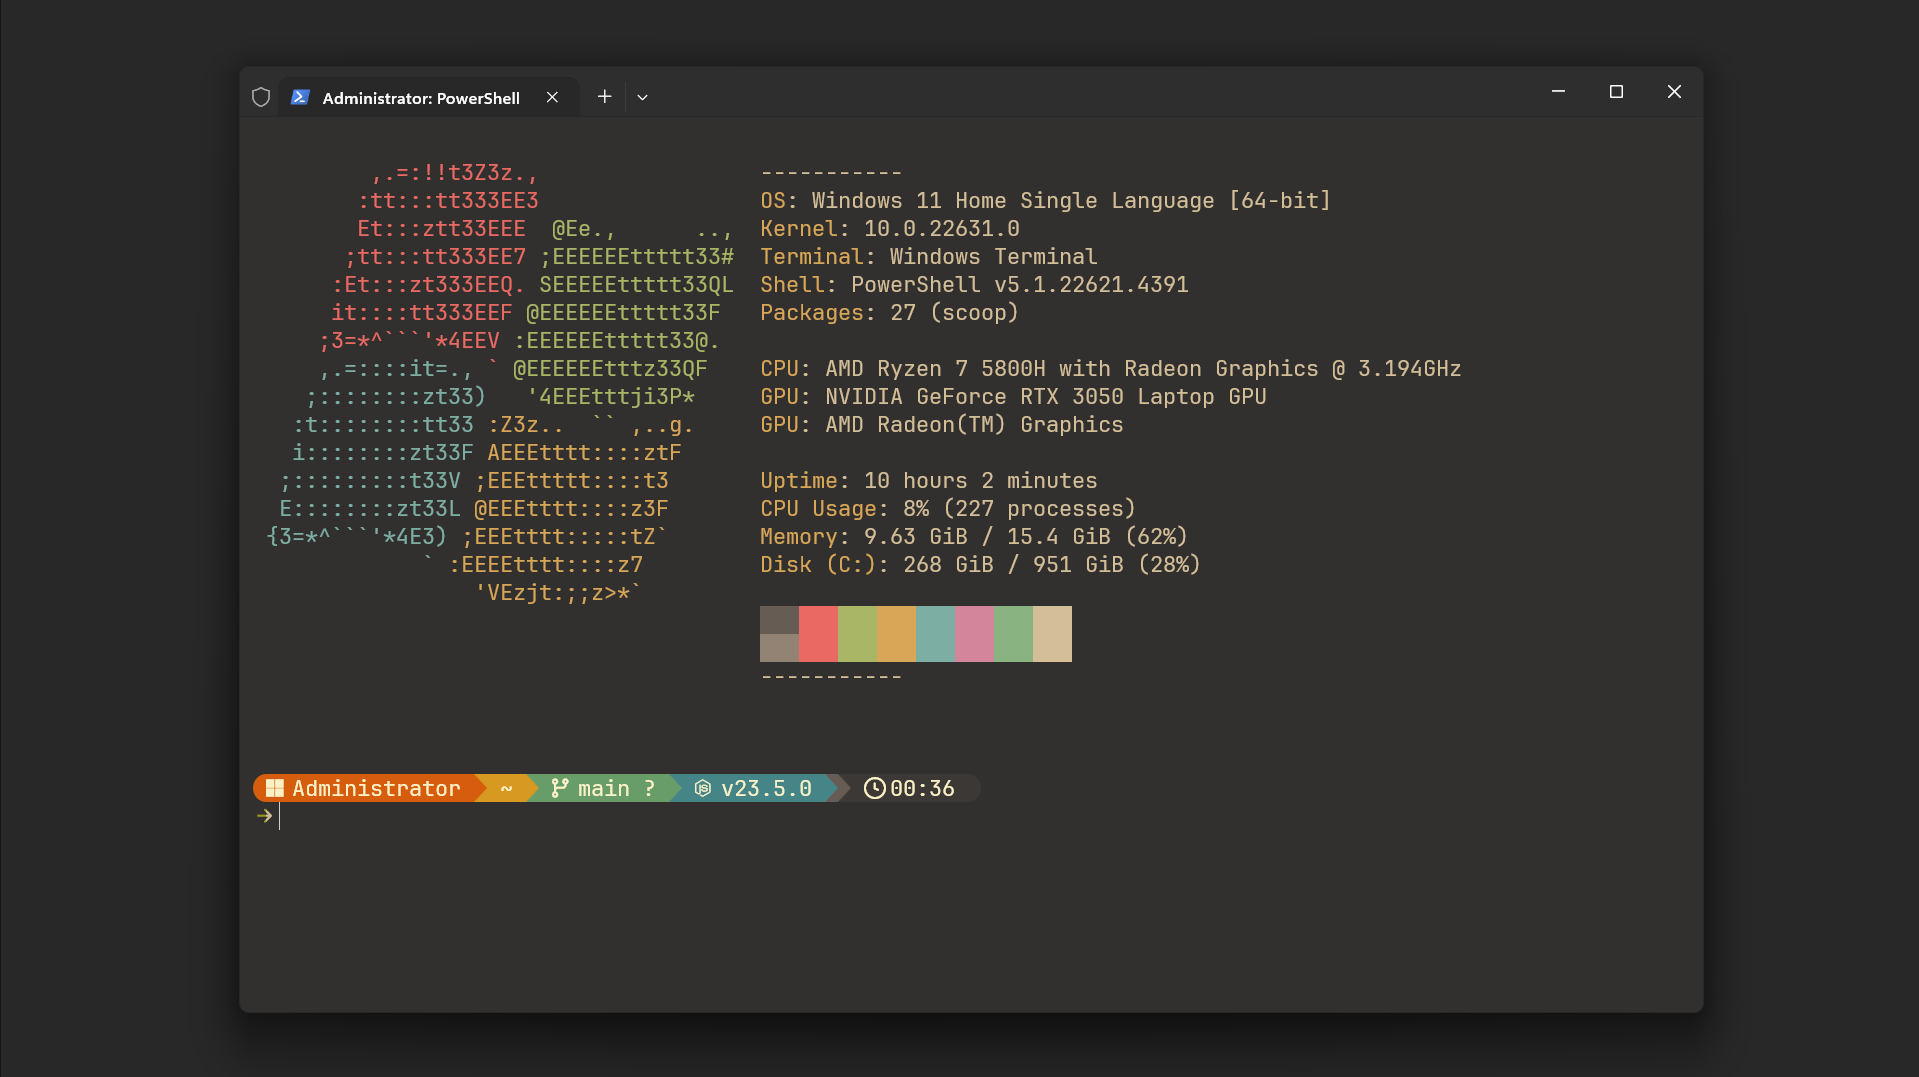 Administrator: PowerShell
,.=:!!t3Z3z.,
-----------
:tt:::tt333EE3
OS: Windows 11 Home Single Language [64-bit]
Et:::ztt33EEE  @Ee.,      ..,
Kernel: 10.0.22631.0
;tt:::tt333EE7 ;EEEEEEttttt33#
Terminal: Windows Terminal
:Et:::zt333EEQ. SEEEEEttttt33QL
Shell: PowerShell v5.1.22621.4391
it::::tt333EEF @EEEEEEttttt33F
Packages: 27 (scoop)
;3=*^```'*4EEV :EEEEEEttttt33@.
,.=::::it=., ` @EEEEEEtttz33QF
CPU: AMD Ryzen 7 5800H with Radeon Graphics @ 3.194GHz
;::::::::zt33)   '4EEEtttji3P*
GPU: NVIDIA GeForce RTX 3050 Laptop GPU
:t::::::::tt33 :Z3z..  `` ,..g.
GPU: AMD Radeon(TM) Graphics
i::::::::zt33F AEEEtttt::::ztF
;:::::::::t33V ;EEEttttt::::t3
Uptime: 10 hours 2 minutes
E::::::::zt33L @EEEtttt::::z3F
CPU Usage: 8% (227 processes)
{3=*^```'*4E3) ;EEEtttt:::::tZ`
Memory: 9.63 GiB / 15.4 GiB (62%)
` :EEEEtttt::::z7
Disk (C:): 268 GiB / 951 GiB (28%)
'VEzjt:;;z>*`
-----------
Administrator ~ main ? v23.5.0 00:36
→